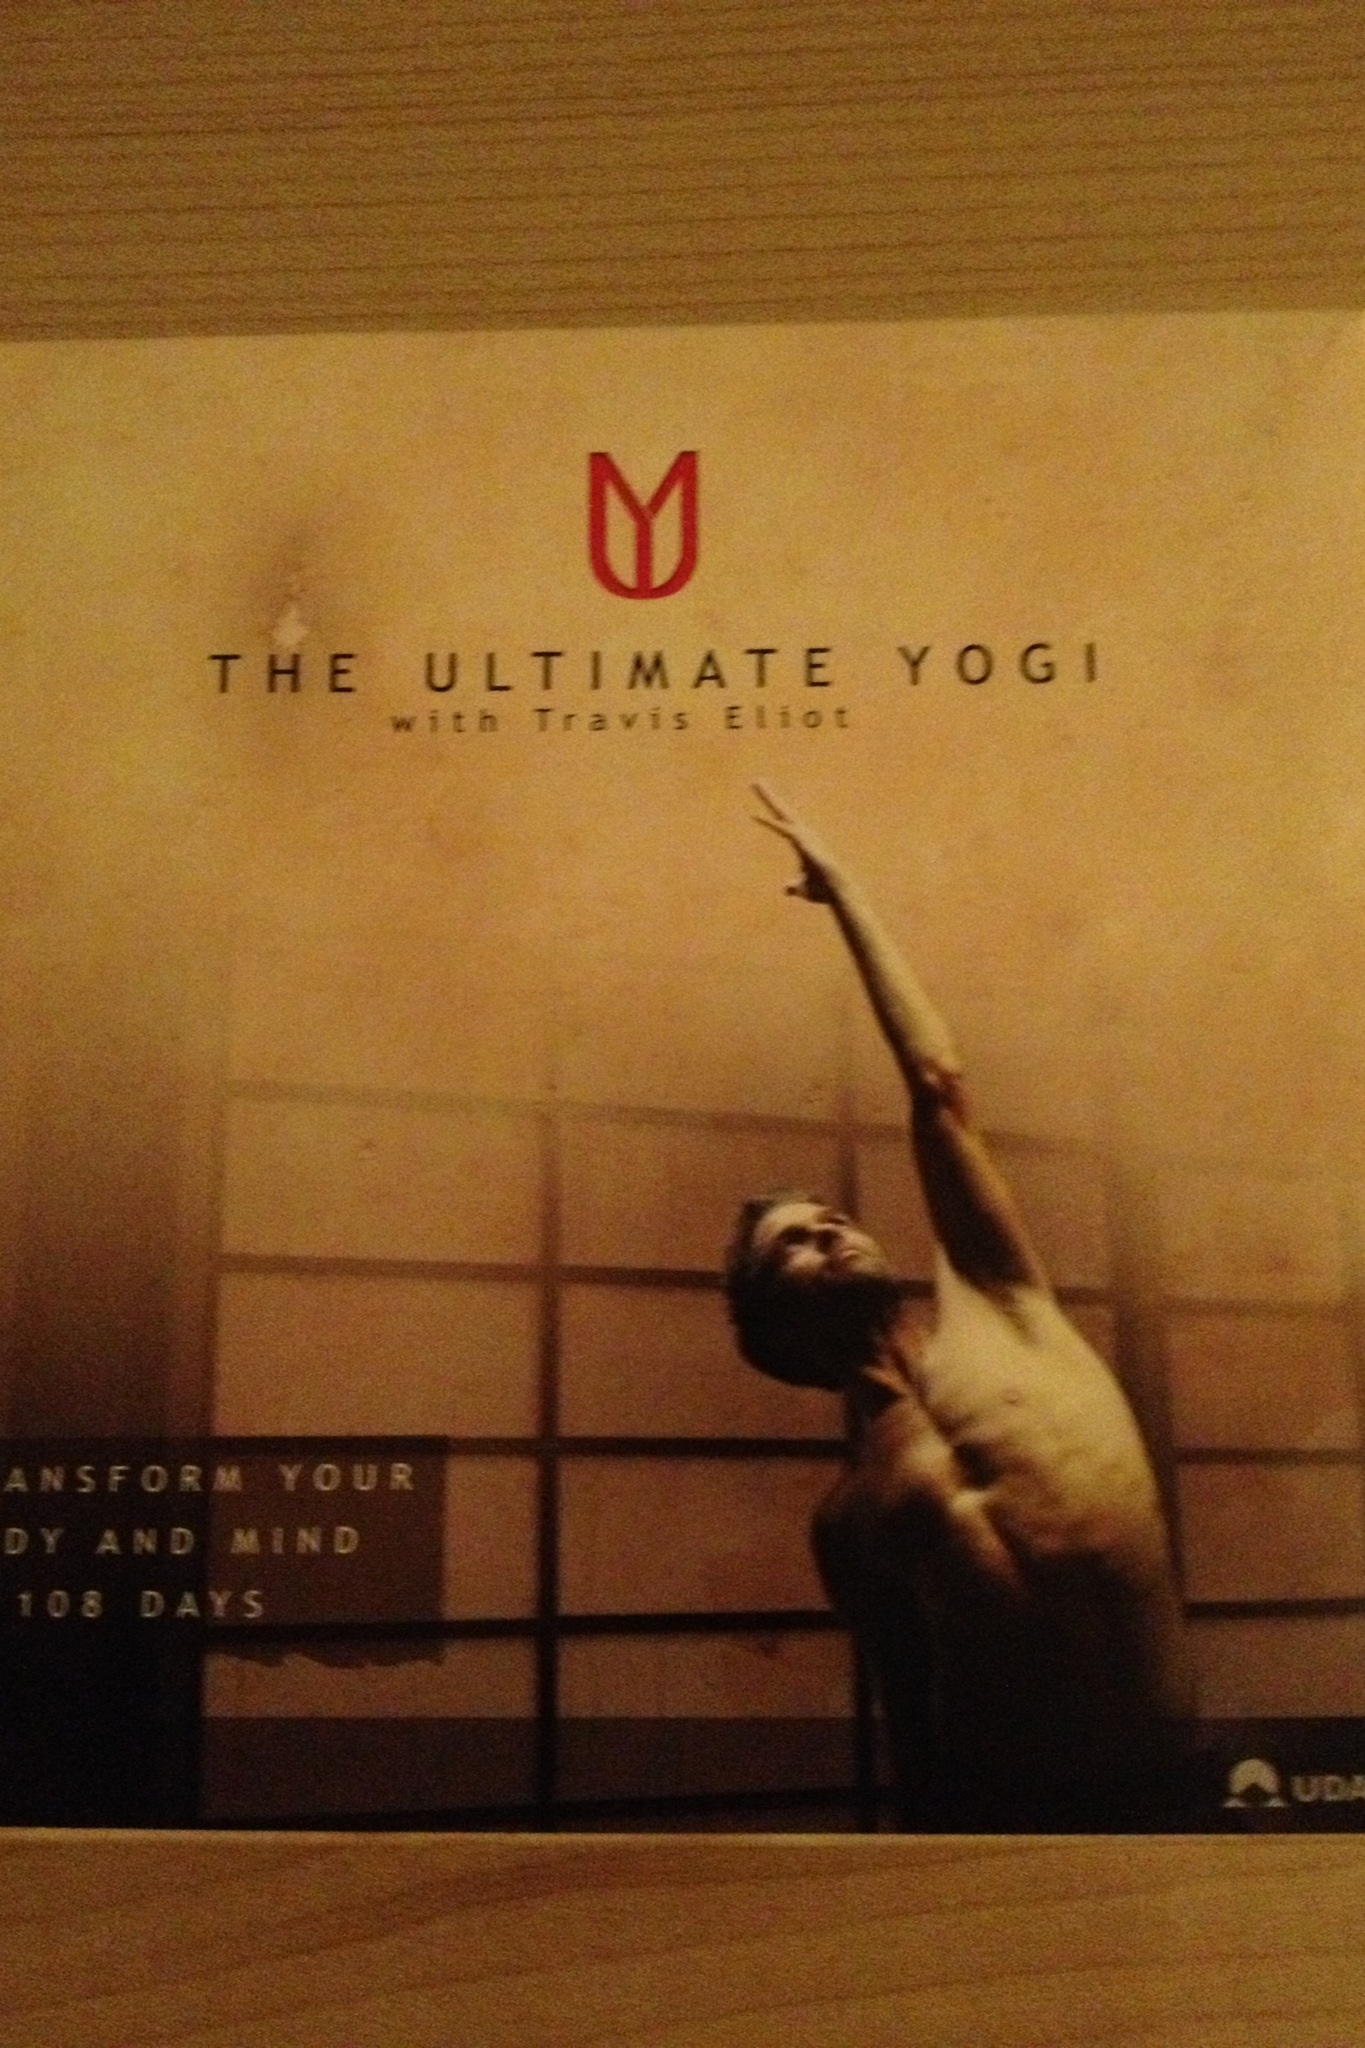 THE ULTIMATE YOGI
with Travis Eliot
ANSFORM YOUR
DY AND MIND
108 DAYS
UDA